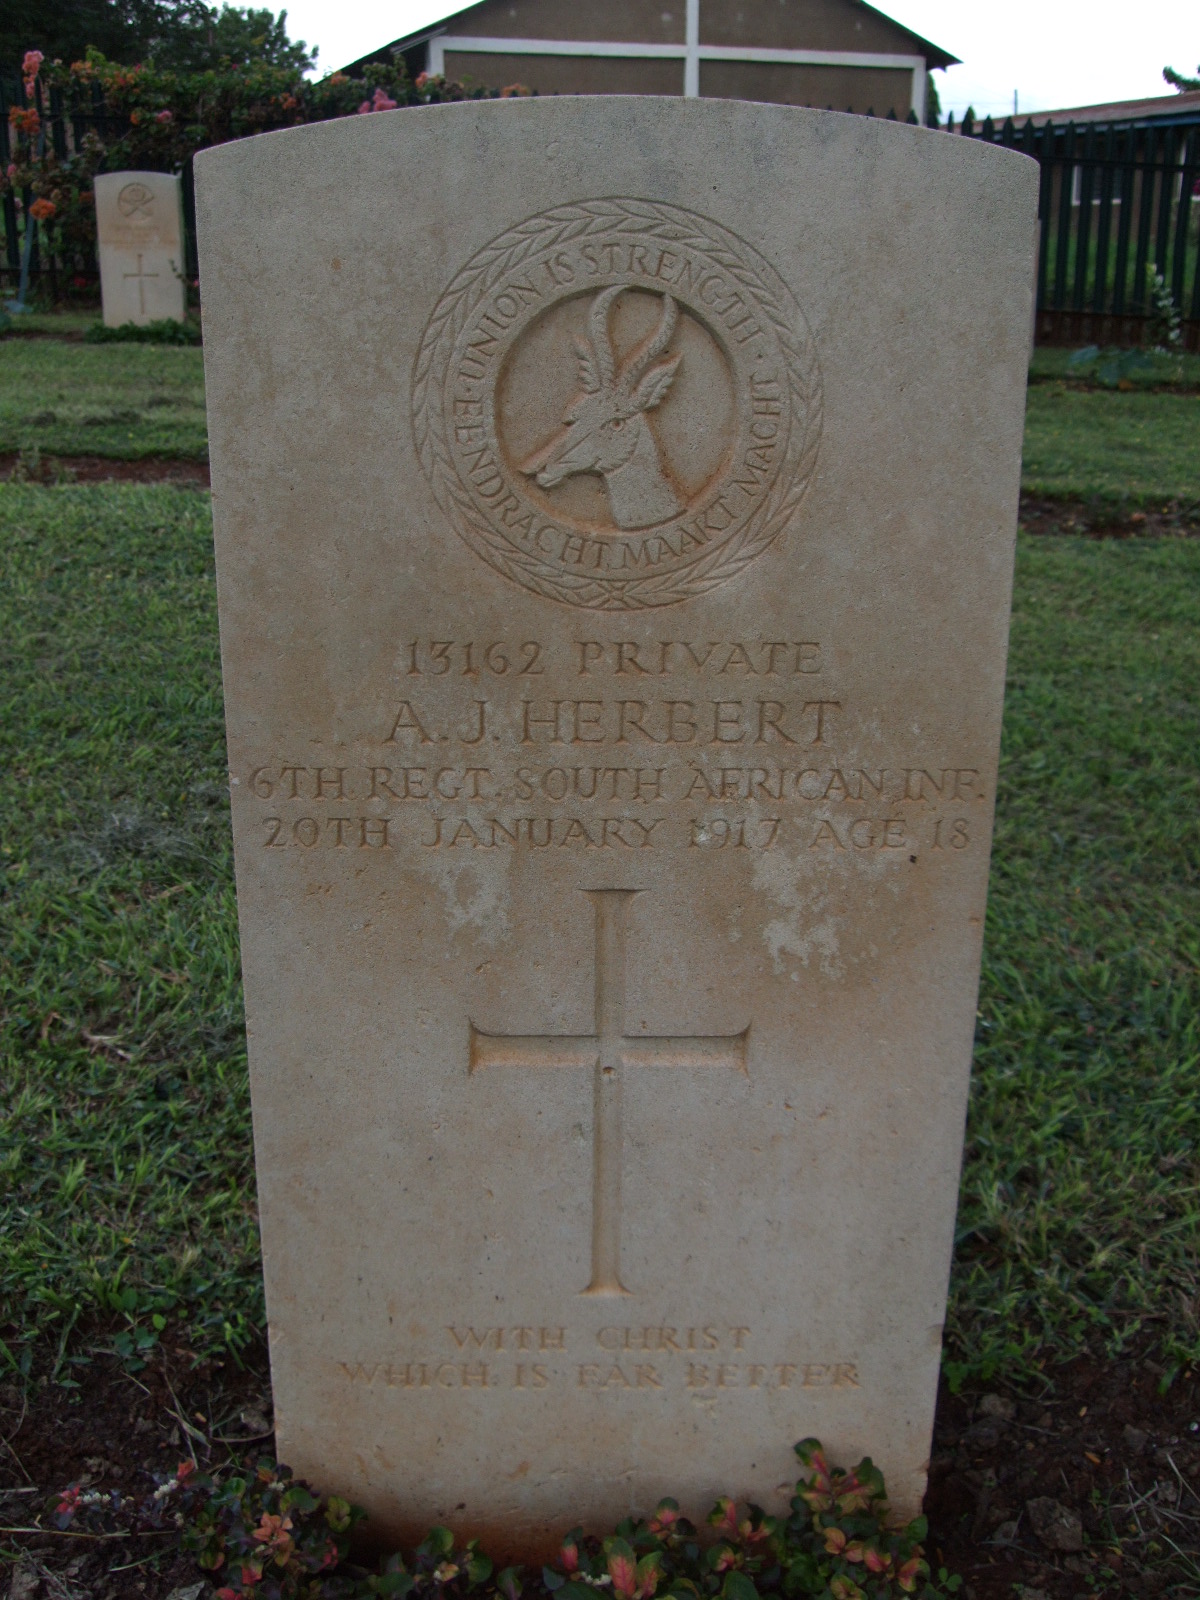 · UNION IS STRENGTH ·
EENDRACHT MAAKT MACHT
13162 PRIVATE
A. J. HERBERT
6TH REGT. SOUTH AFRICAN INF.
20TH JANUARY 1917 AGE 18
WITH CHRIST
WHICH IS FAR BETTER